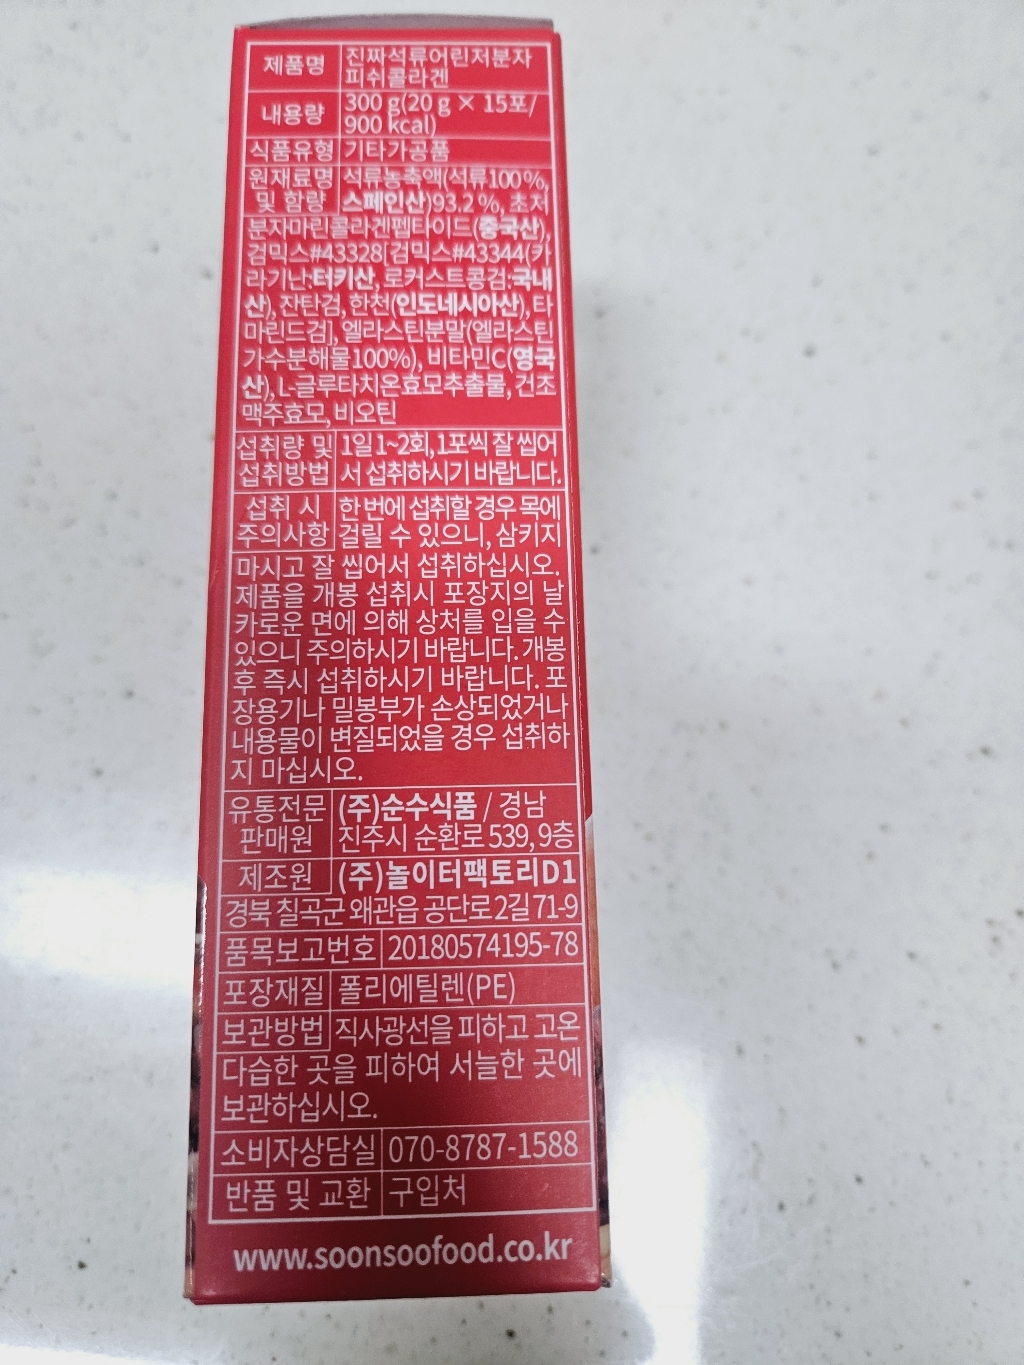 제품명 진짜석류어린저분자
피쉬콜라겐
내용량 300 g(20 g × 15포/
900 kcal)
식품유형 기타가공품
원재료명 석류농축액(석류100%,
및 함량 스페인산)93.2%, 초저
분자마린콜라겐펩타이드(중국산),
검믹스#43328[검믹스#43344(카
라기난:터키산, 로커스트콩검:국내
산), 잔탄검, 한천(인도네시아산), 타
마린드검], 엘라스틴분말(엘라스틴
가수분해물100%), 비타민C(영국
산), L-글루타치온효모추출물, 건조
맥주효모, 비오틴
섭취량 및 1일 1~2회, 1포씩 잘 씹어
섭취방법 서 섭취하시기 바랍니다.
섭취 시 한번에 섭취할 경우 목에
주의사항 걸릴 수 있으니, 삼키지
마시고 잘 씹어서 섭취하십시오.
제품을 개봉 섭취시 포장지의 날
카로운 면에 의해 상처를 입을 수
있으니 주의하시기 바랍니다. 개봉
후 즉시 섭취하시기 바랍니다. 포
장용기나 밀봉부가 손상되었거나
내용물이 변질되었을 경우 섭취하
지 마십시오.
유통전문 (주)순수식품 / 경남
판매원 진주시 순환로 539, 9층
제조원 (주)놀이터팩토리D1
경북 칠곡군 왜관읍 공단로2길 71-9
품목보고번호 20180574195-78
포장재질 폴리에틸렌(PE)
보관방법 직사광선을 피하고 고온
다습한 곳을 피하여 서늘한 곳에
보관하십시오.
소비자상담실 070-8787-1588
반품 및 교환 구입처
www.soonsoofood.co.kr